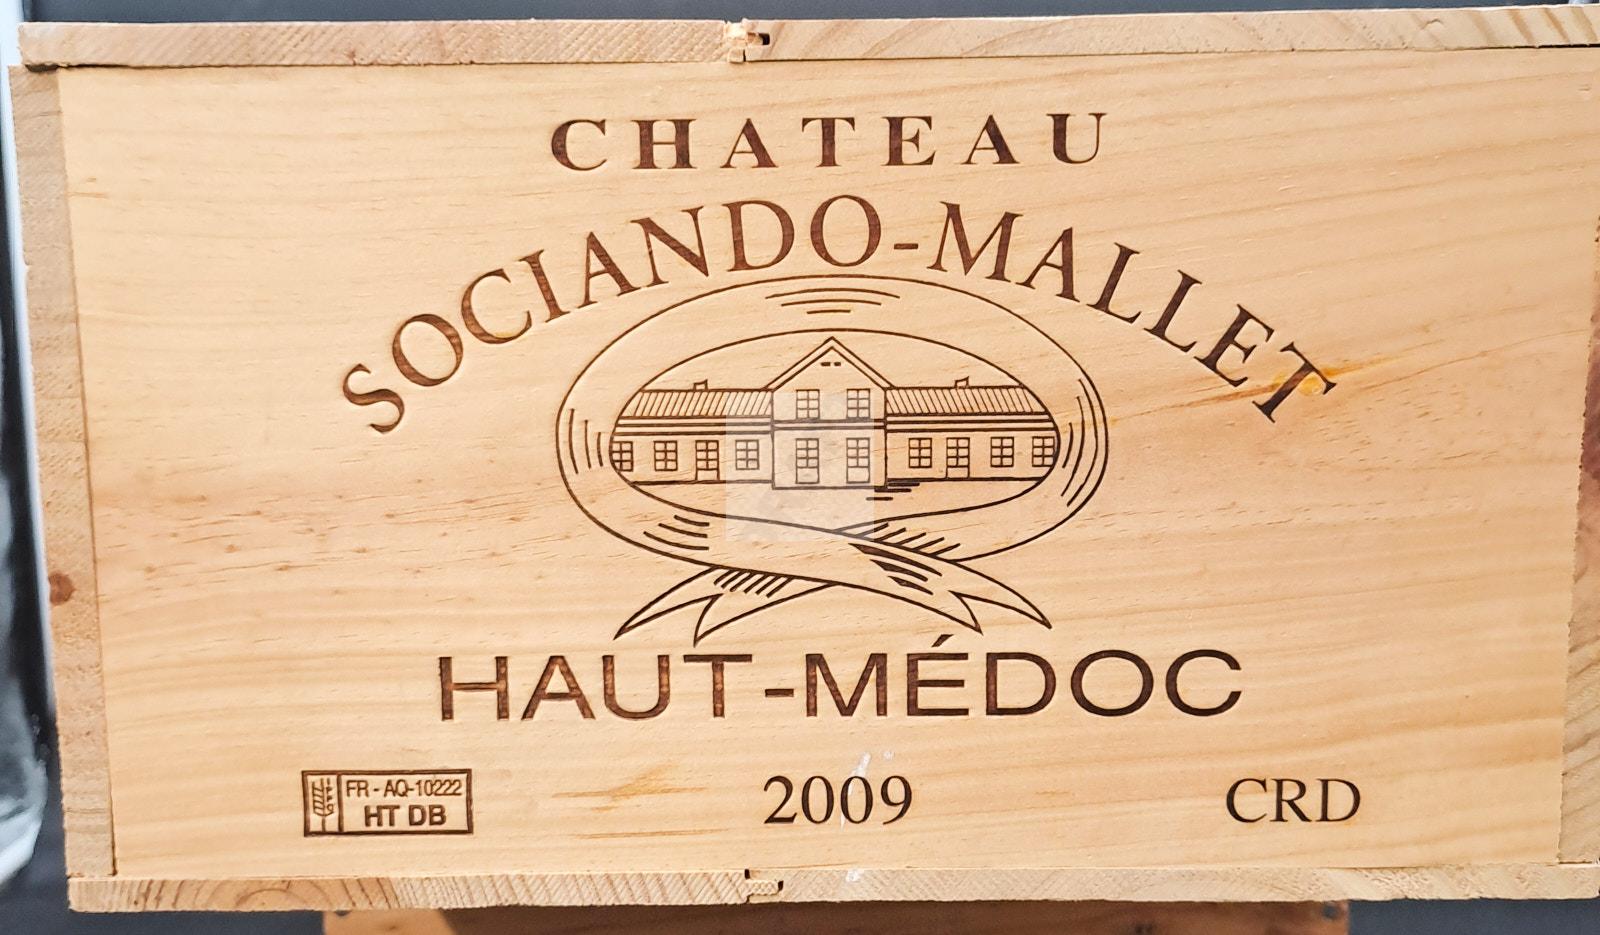 CHATEAU
SOCIANDO-MALLET
HAUT-MÉDOC
FR - AQ-10222
HT DB
2009
CRD